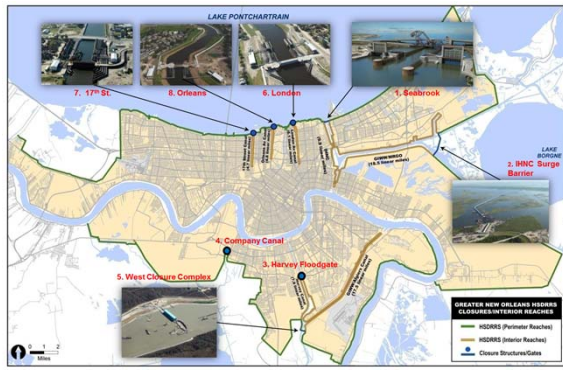 LAKE PONTCHARTRAIN
7. 17th St.
8. Orleans
6. London
1. Seabrook
LAKE
BORGNE
GIWW/MRGO
2. IHNC Surge
Barrier
4. Company Canal
3. Harvey Floodgate
5. West Closure Complex
GREATER NEW ORLEANS HSDRRS
CLOSURES/INTERIOR REACHES
HSDRRS (Perimeter Reaches)
HSDRRS (Interior Reaches)
Closure Structures/Gates
0 1 2
Miles